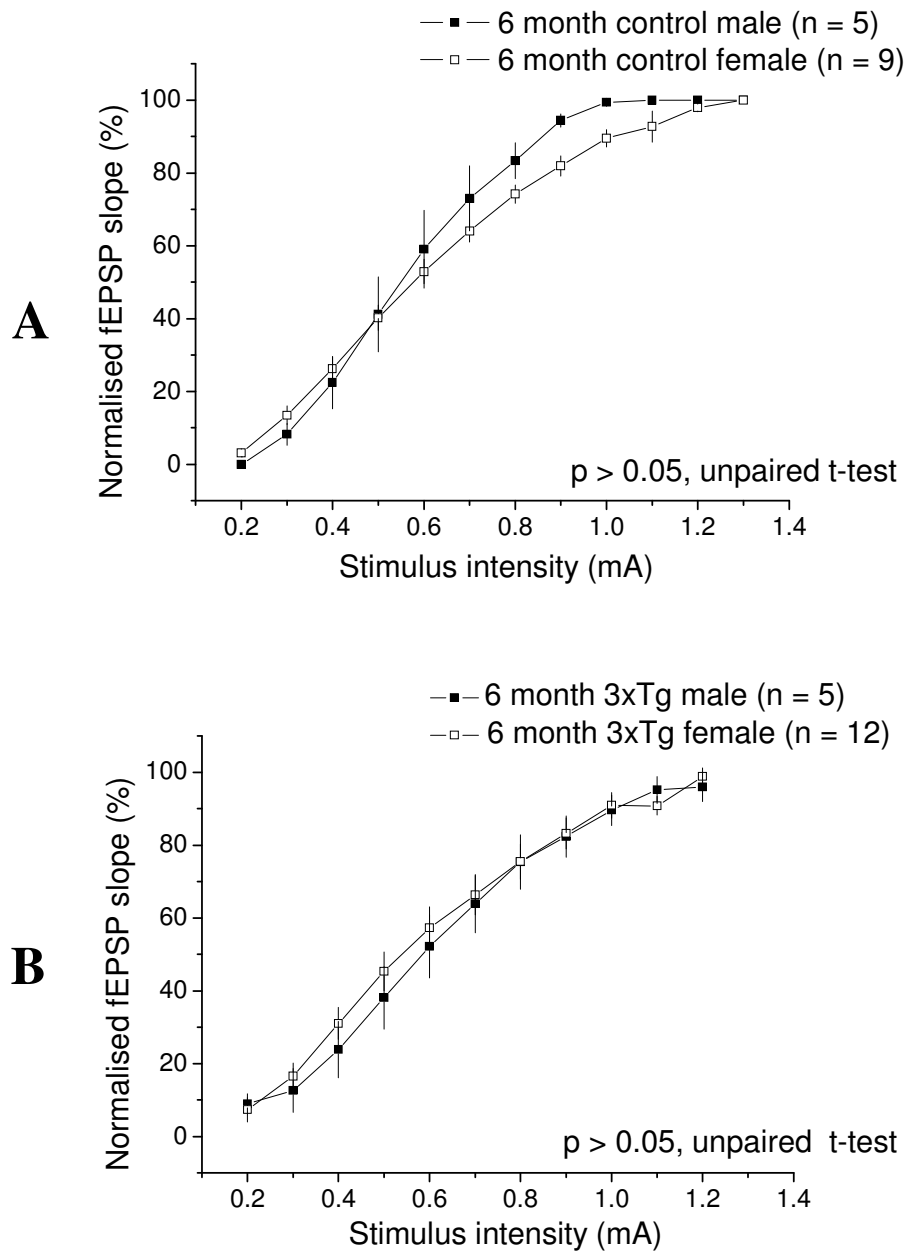 6 month control male (n = 5)
6 month control female (n = 9)
100
80
60
40
20
0
Normalised fEPSP slope (%)
A
p > 0.05, unpaired t-test
0.2 0.4 0.6 0.8 1.0 1.2 1.4
Stimulus intensity (mA)
6 month 3xTg male (n = 5)
6 month 3xTg female (n = 12)
100
80
60
40
20
0
Normalised fEPSP slope (%)
B
p > 0.05, unpaired t-test
0.2 0.4 0.6 0.8 1.0 1.2 1.4
Stimulus intensity (mA)